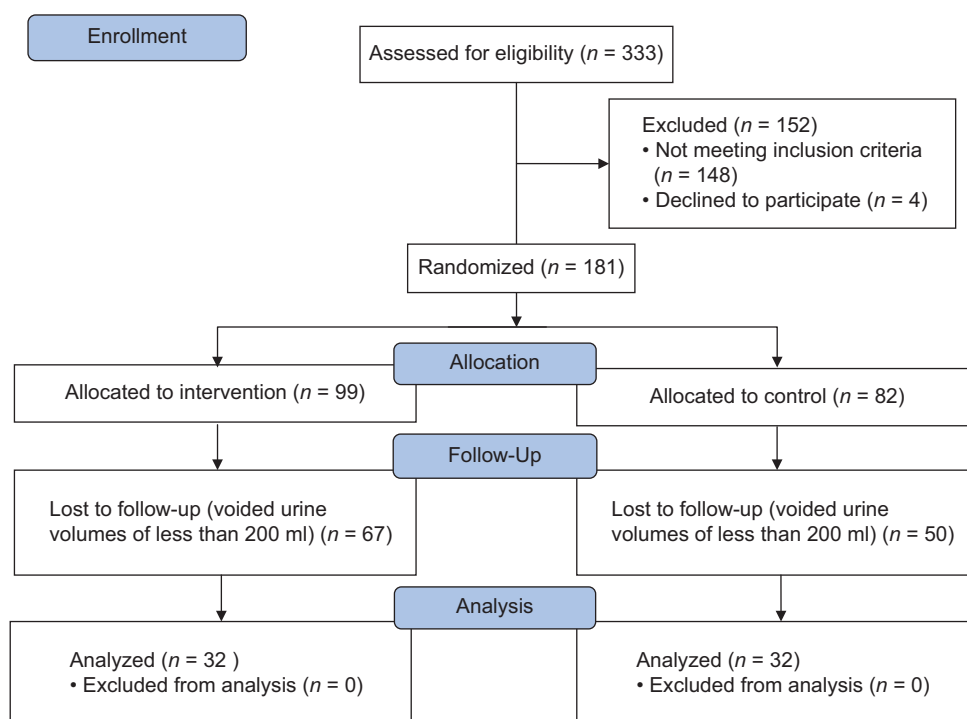 Enrollment
Assessed for eligibility (n = 333)
Excluded (n = 152)
• Not meeting inclusion criteria
(n = 148)
• Declined to participate (n = 4)
Randomized (n = 181)
Allocation
Allocated to intervention (n = 99)
Allocated to control (n = 82)
Follow-Up
Lost to follow-up (voided urine
volumes of less than 200 ml) (n = 67)
Lost to follow-up (voided urine
volumes of less than 200 ml) (n = 50)
Analysis
Analyzed (n = 32 )
• Excluded from analysis (n = 0)
Analyzed (n = 32)
• Excluded from analysis (n = 0)